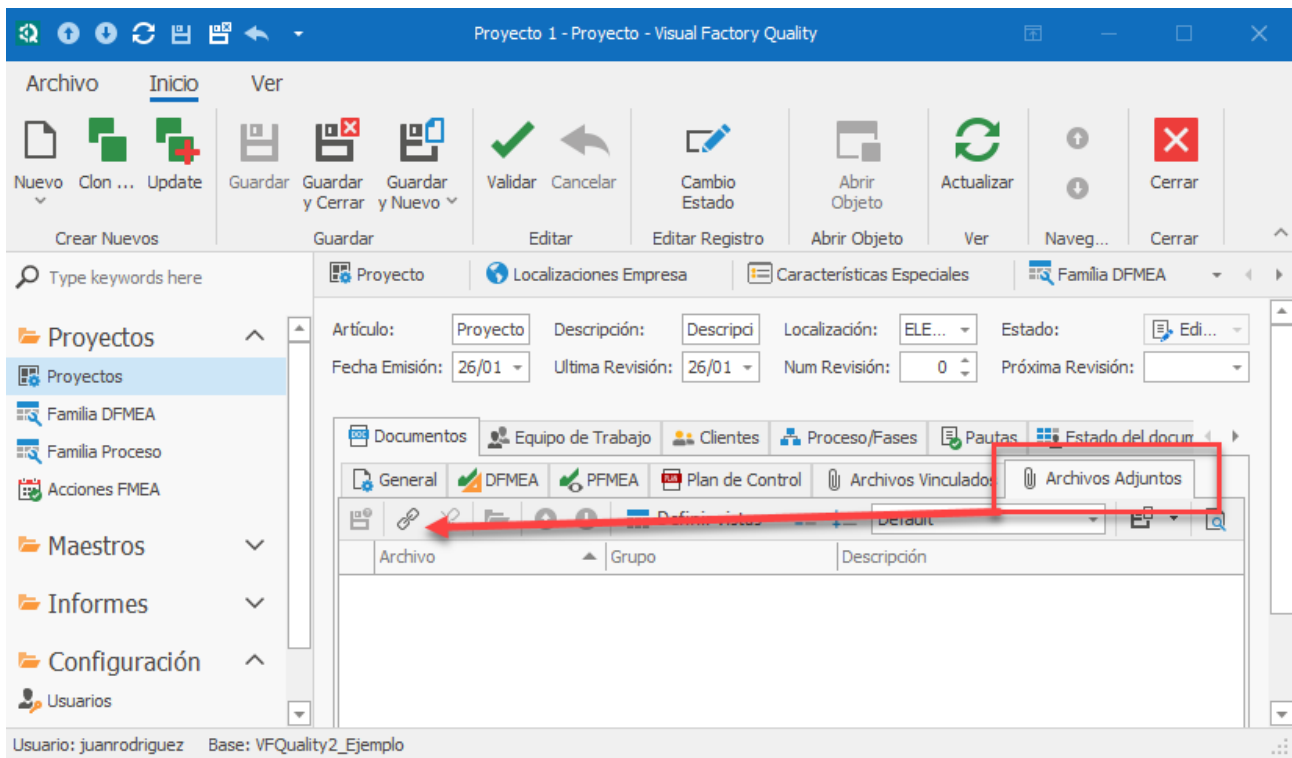 Proyecto 1 - Proyecto - Visual Factory Quality
Archivo Inicio Ver
Nuevo Clon ... Update Guardar Guardar y Cerrar Guardar y Nuevo Validar Cancelar Cambio Estado Abrir Objeto Actualizar Cerrar
Crear Nuevos Guardar Editar Editar Registro Abrir Objeto Ver Naveg... Cerrar
Type keywords here
Proyecto Localizaciones Empresa Características Especiales Família DFMEA
Proyectos
Proyectos
Familia DFMEA
Familia Proceso
Acciones FMEA
Maestros
Informes
Configuración
Usuarios
Artículo: Proyecto Descripción: Descripci Localización: ELE... Estado: Edi...
Fecha Emisión: 26/01 Ultima Revisión: 26/01 Num Revisión: 0 Próxima Revisión:
Documentos Equipo de Trabajo Clientes Proceso/Fases Pautas Estado del docum
General DFMEA PFMEA Plan de Control Archivos Vinculados Archivos Adjuntos
Definir vistas Default
Archivo Grupo Descripción
Usuario: juanrodriguez Base: VFQuality2_Ejemplo